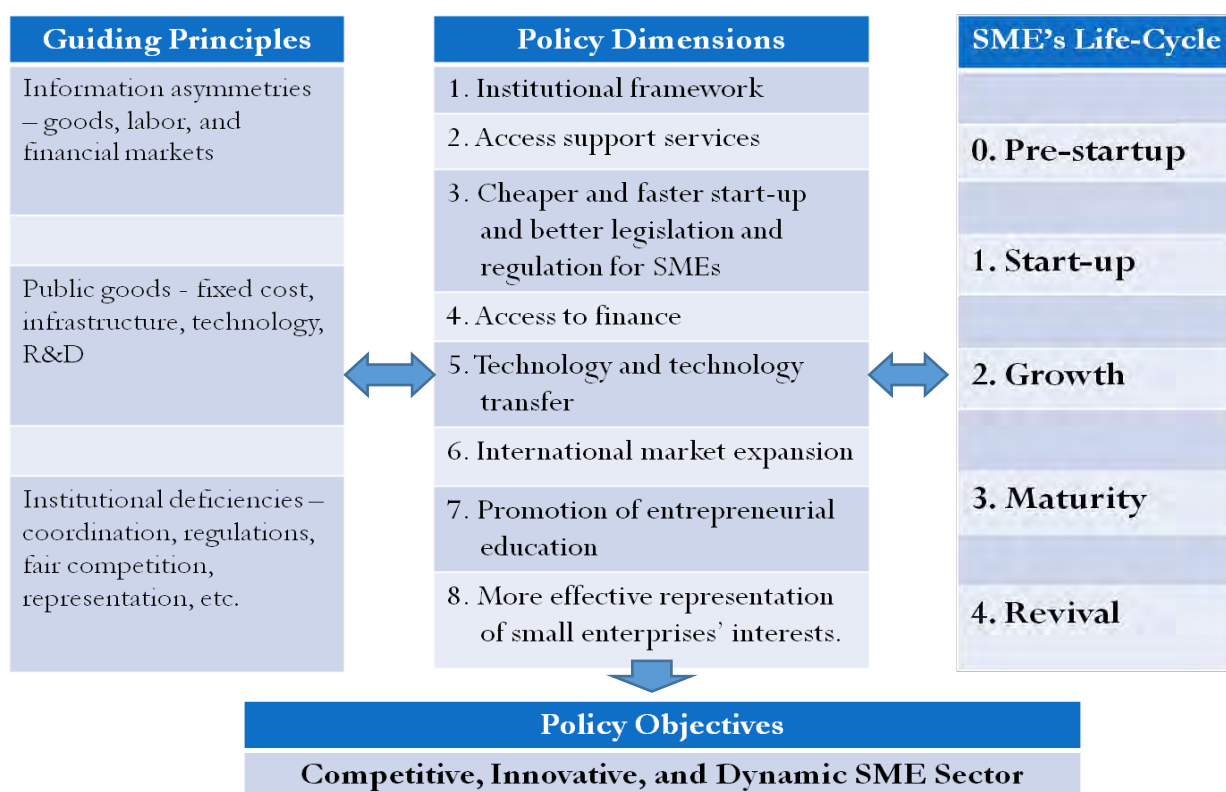 Guiding Principles
Information asymmetries
– goods, labor, and
financial markets
Public goods - fixed cost,
infrastructure, technology,
R&D
Institutional deficiencies –
coordination, regulations,
fair competition,
representation, etc.
Policy Dimensions
1. Institutional framework
2. Access support services
3. Cheaper and faster start-up
and better legislation and
regulation for SMEs
4. Access to finance
5. Technology and technology
transfer
6. International market expansion
7. Promotion of entrepreneurial
education
8. More effective representation
of small enterprises’ interests.
SME’s Life-Cycle
0. Pre-startup
1. Start-up
2. Growth
3. Maturity
4. Revival
Policy Objectives
Competitive, Innovative, and Dynamic SME Sector